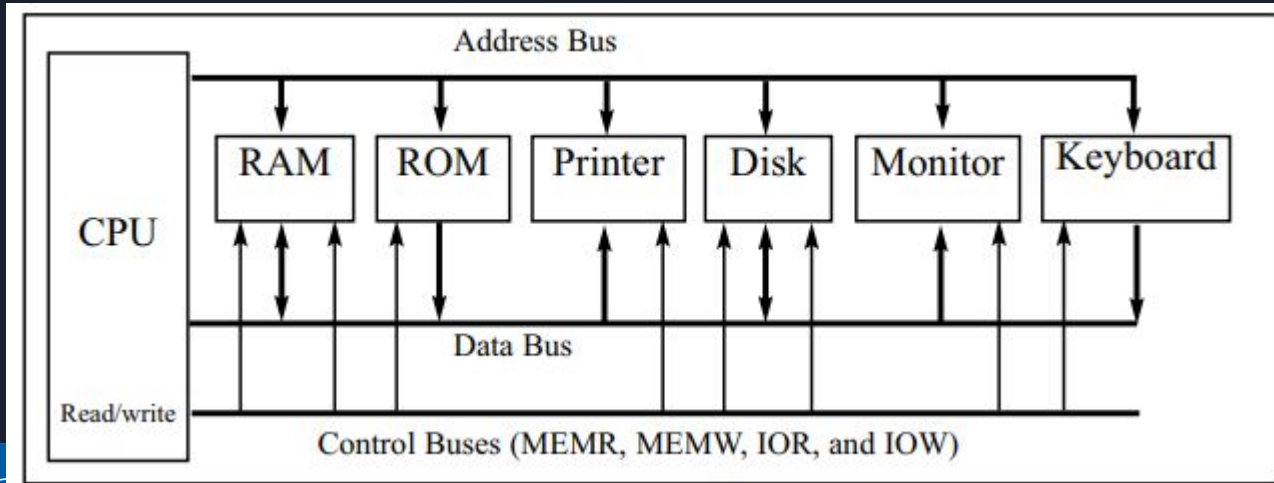 Address Bus
RAM
ROM
Printer
Disk
Monitor
Keyboard
CPU
Data Bus
Read/write
Control Buses (MEMR, MEMW, IOR, and IOW)